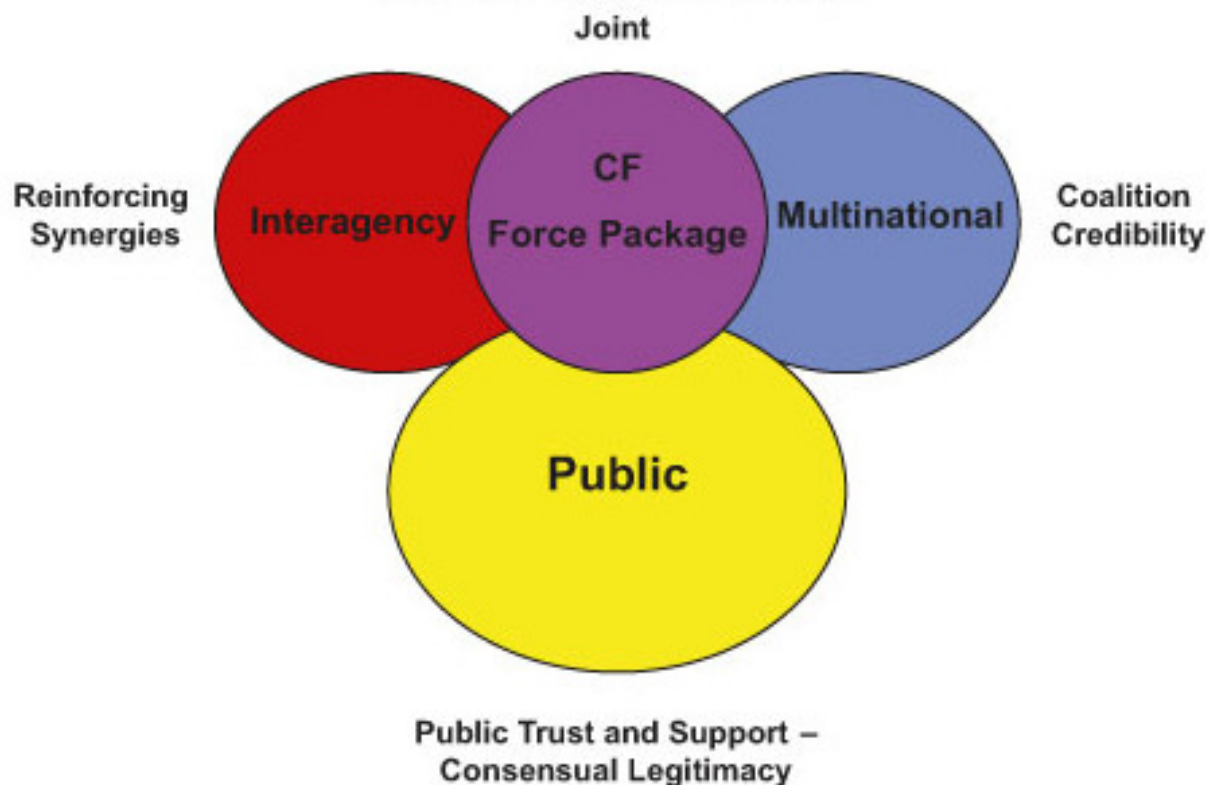 Joint
CF
Force Package
Interagency
Multinational
Reinforcing
Synergies
Coalition
Credibility
Public
Public Trust and Support –
Consensual Legitimacy